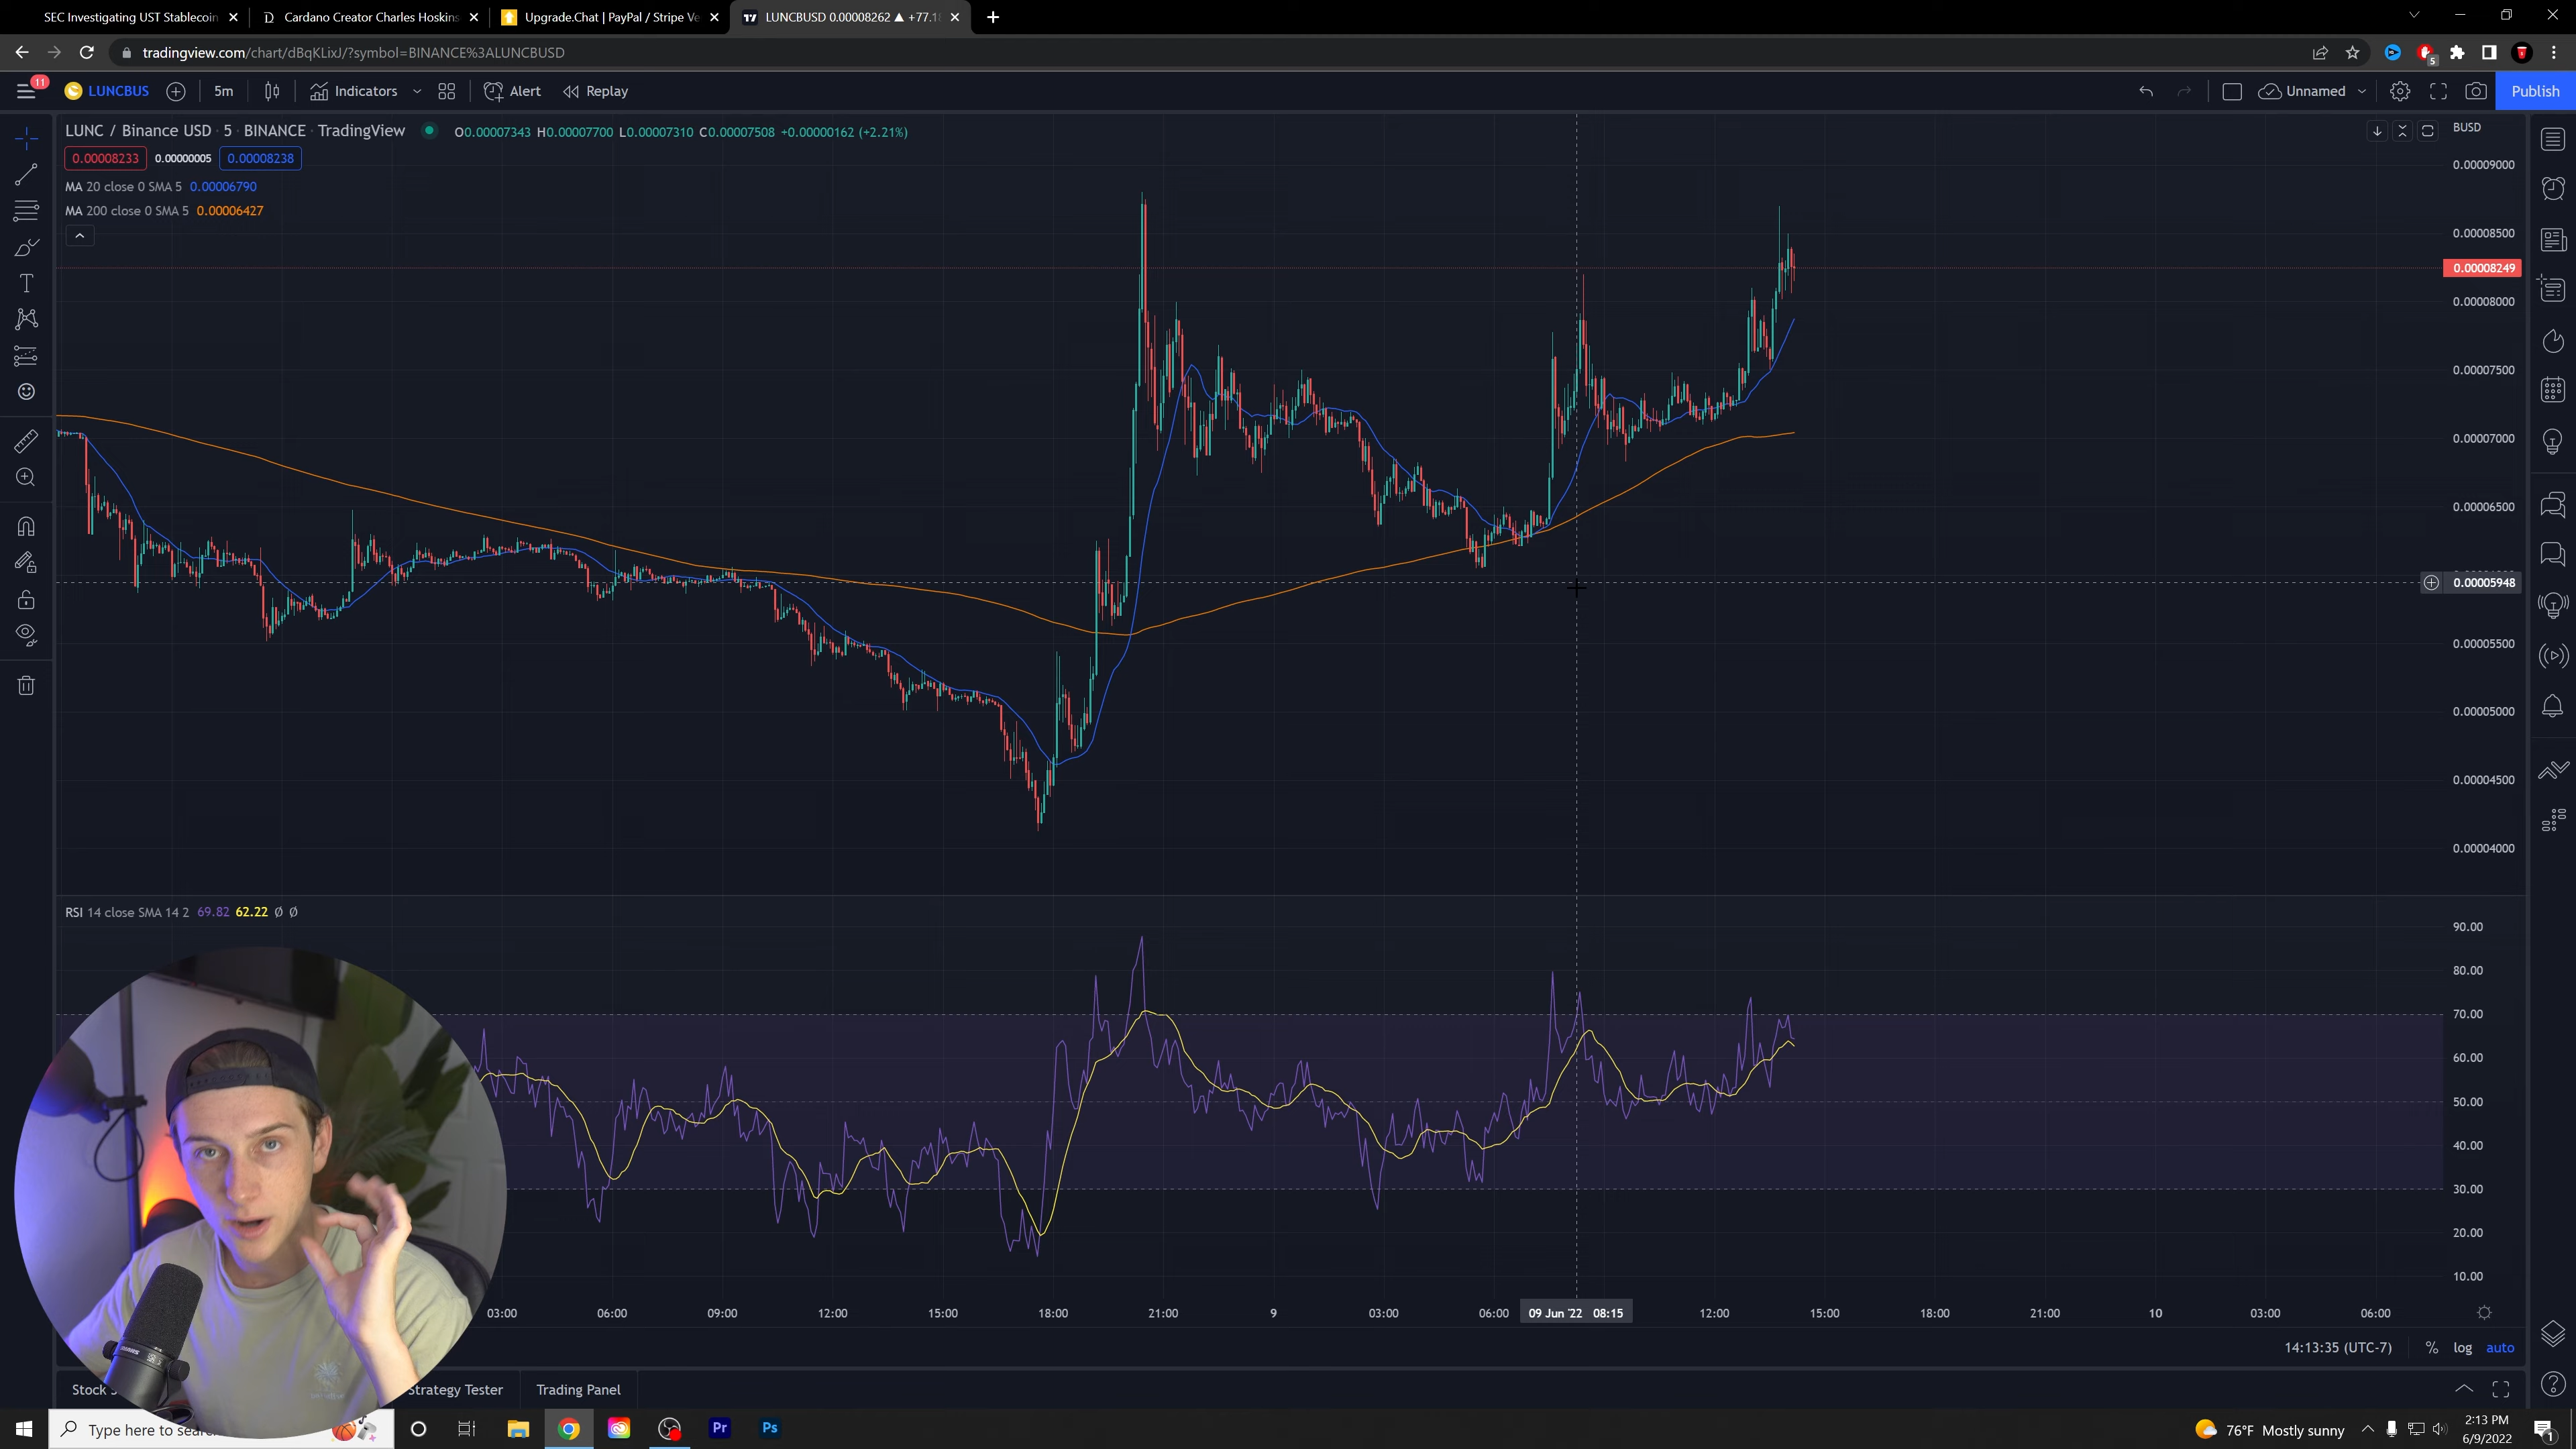 SEC Investigating UST Stablecoin
Cardano Creator Charles Hoskins
Upgrade.Chat | PayPal / Stripe Ve
LUNCBUSD 0.00008262 ▲ +77.18
tradingview.com/chart/dBqKLixJ/?symbol=BINANCE%3ALUNCBUSD
5
11
LUNCBUS
5m
Indicators
Alert
Replay
Unnamed
Publish
LUNC / Binance USD · 5 · BINANCE · TradingView
O0.00007343 H0.00007700 L0.00007310 C0.00007508 +0.00000162 (+2.21%)
BUSD
0.00008233 0.00000005 0.00008238
MA 20 close 0 SMA 5 0.00006790
MA 200 close 0 SMA 5 0.00006427
0.00009000
0.00008500
0.00008249
0.00008000
0.00007500
0.00007000
0.00006500
0.00005948
0.00005500
0.00005000
0.00004500
0.00004000
RSI 14 close SMA 14 2 69.82 62.22 Ø Ø
90.00
80.00
70.00
60.00
50.00
40.00
30.00
20.00
10.00
03:00 06:00 09:00 12:00 15:00 18:00 21:00 9 03:00 06:00 09 Jun '22 08:15 12:00 15:00 18:00 21:00 10 03:00 06:00
14:13:35 (UTC-7) % log auto
Stock Strategy Tester Trading Panel
Type here to search
Pr
Ps
76°F Mostly sunny
2:13 PM
6/9/2022
1